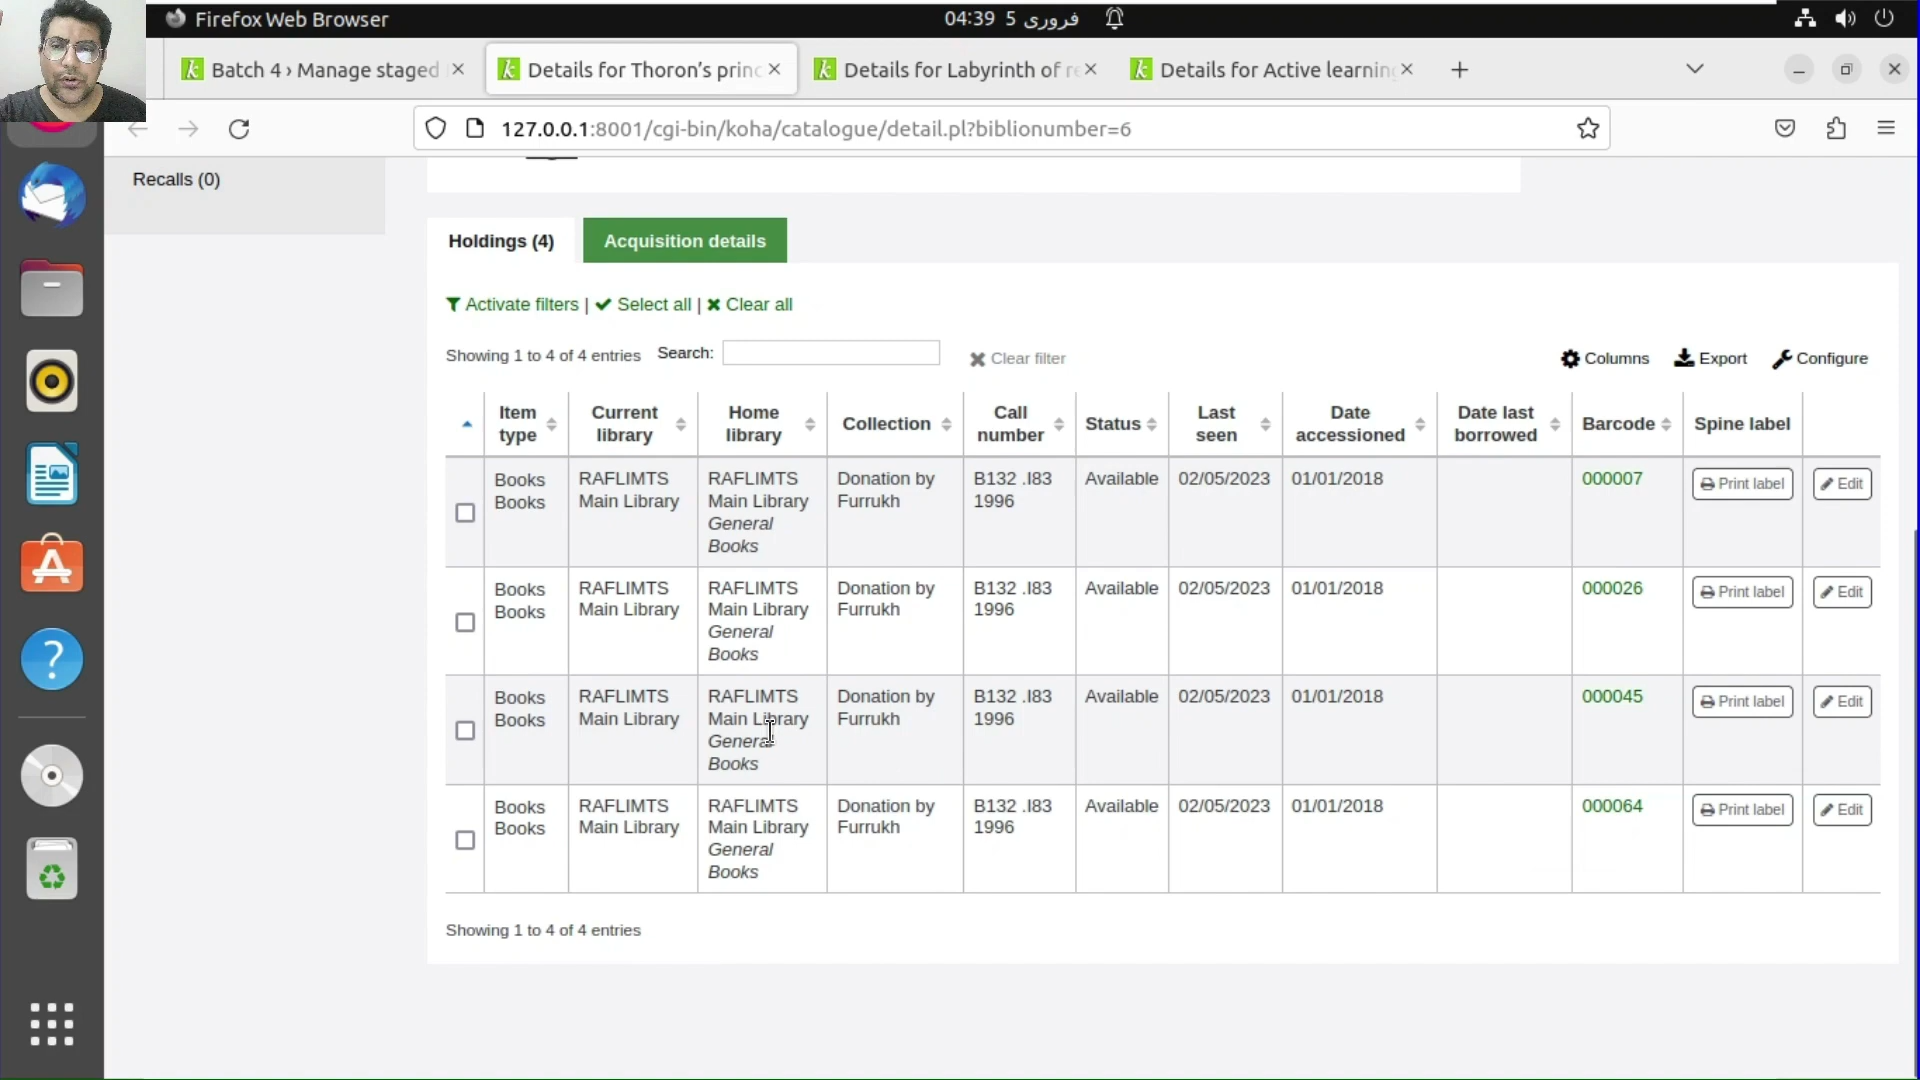 Firefox Web Browser
04:39 5 فروری
Batch 4 › Manage staged
Details for Thoron's princ
Details for Labyrinth of re
Details for Active learning
127.0.0.1:8001/cgi-bin/koha/catalogue/detail.pl?biblionumber=6
Recalls (0)
Holdings (4)
Acquisition details
Activate filters | Select all | Clear all
Showing 1 to 4 of 4 entries Search: Clear filter
Columns Export Configure
Item type Current library Home library Collection Call number Status Last seen Date accessioned Date last borrowed Barcode Spine label
Books RAFLIMTS RAFLIMTS Donation by B132 .I83 Available 02/05/2023 01/01/2018 000007 Print label Edit
Books Main Library Main Library Furrukh 1996
General
Books
Books RAFLIMTS RAFLIMTS Donation by B132 .I83 Available 02/05/2023 01/01/2018 000026 Print label Edit
Books Main Library Main Library Furrukh 1996
General
Books
Books RAFLIMTS RAFLIMTS Donation by B132 .I83 Available 02/05/2023 01/01/2018 000045 Print label Edit
Books Main Library Main Library Furrukh 1996
General
Books
Books RAFLIMTS RAFLIMTS Donation by B132 .I83 Available 02/05/2023 01/01/2018 000064 Print label Edit
Books Main Library Main Library Furrukh 1996
General
Books
Showing 1 to 4 of 4 entries